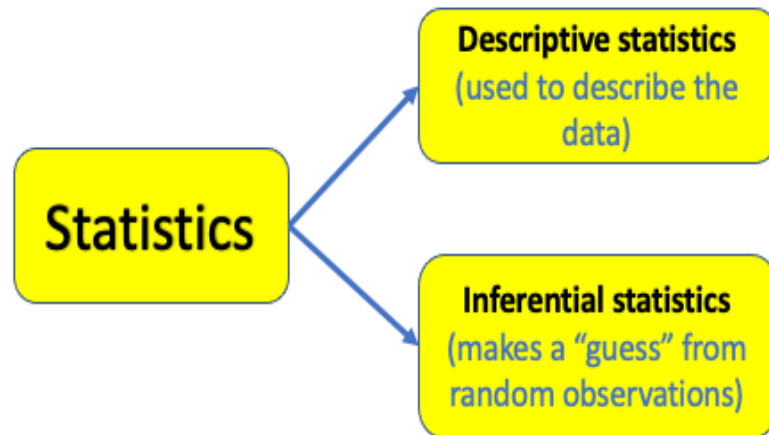 Statistics
Descriptive statistics
(used to describe the
data)
Inferential statistics
(makes a “guess” from
random observations)